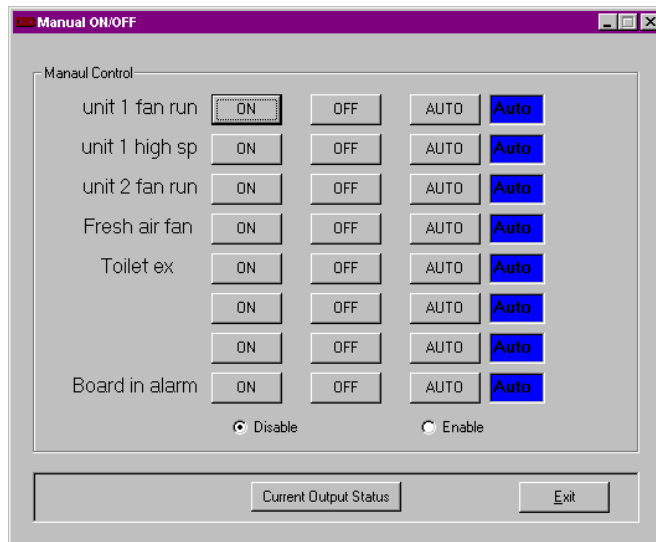 Manual ON/OFF
Manaul Control
unit 1 fan run ON OFF AUTO Auto
unit 1 high sp ON OFF AUTO Auto
unit 2 fan run ON OFF AUTO Auto
Fresh air fan ON OFF AUTO Auto
Toilet ex ON OFF AUTO Auto
ON OFF AUTO Auto
ON OFF AUTO Auto
Board in alarm ON OFF AUTO Auto
Disable Enable
Current Output Status Exit